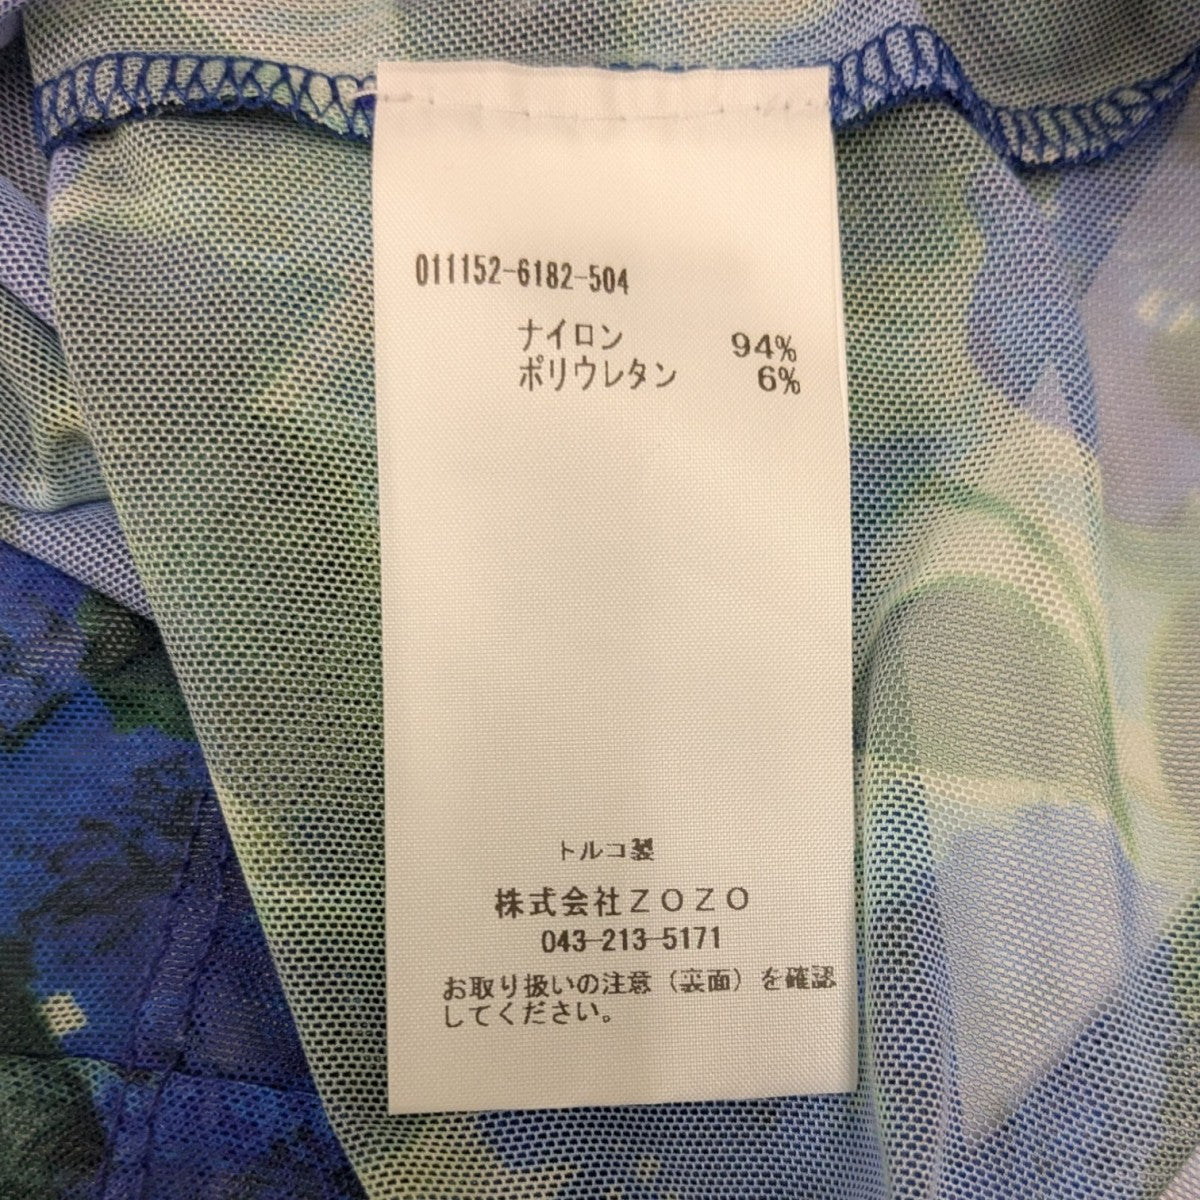 011152-6182-504
ナイロン 94%
ポリウレタン 6%
トルコ製
株式会社ZOZO
043-213-5171
お取り扱いの注意(裏面)を確認
してください。